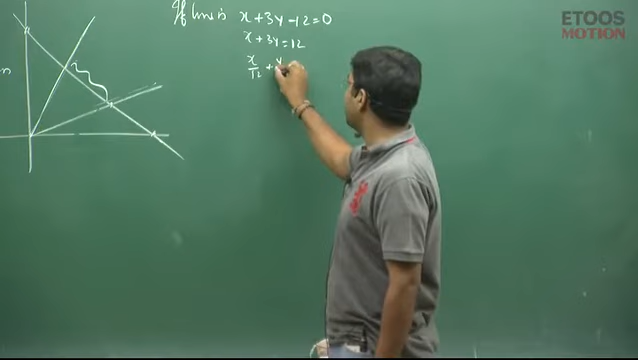 If line is x + 3y - 12 = 0
x + 3y = 12
x/12 + y
n
ETOOS
MOTION